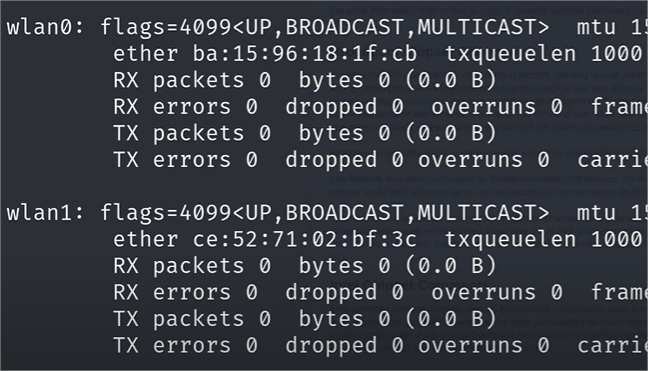 wlan0: flags=4099<UP,BROADCAST,MULTICAST>  mtu 15
ether ba:15:96:18:1f:cb  txqueuelen 1000
RX packets 0  bytes 0 (0.0 B)
RX errors 0  dropped 0  overruns 0  frame
TX packets 0  bytes 0 (0.0 B)
TX errors 0  dropped 0 overruns 0  carrie
wlan1: flags=4099<UP,BROADCAST,MULTICAST>  mtu 15
ether ce:52:71:02:bf:3c  txqueuelen 1000
RX packets 0  bytes 0 (0.0 B)
RX errors 0  dropped 0  overruns 0  frame
TX packets 0  bytes 0 (0.0 B)
TX errors 0  dropped 0 overruns 0  carrie